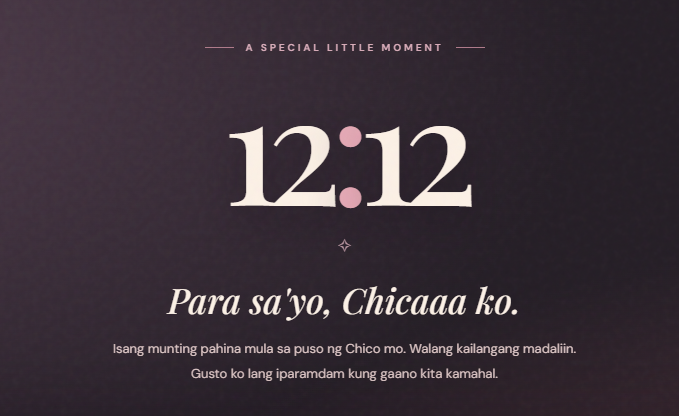 A SPECIAL LITTLE MOMENT
12:12
Para sa'yo, Chicaaa ko.
Isang munting pahina mula sa puso ng Chico mo. Walang kailangang madaliin.
Gusto ko lang iparamdam kung gaano kita kamahal.